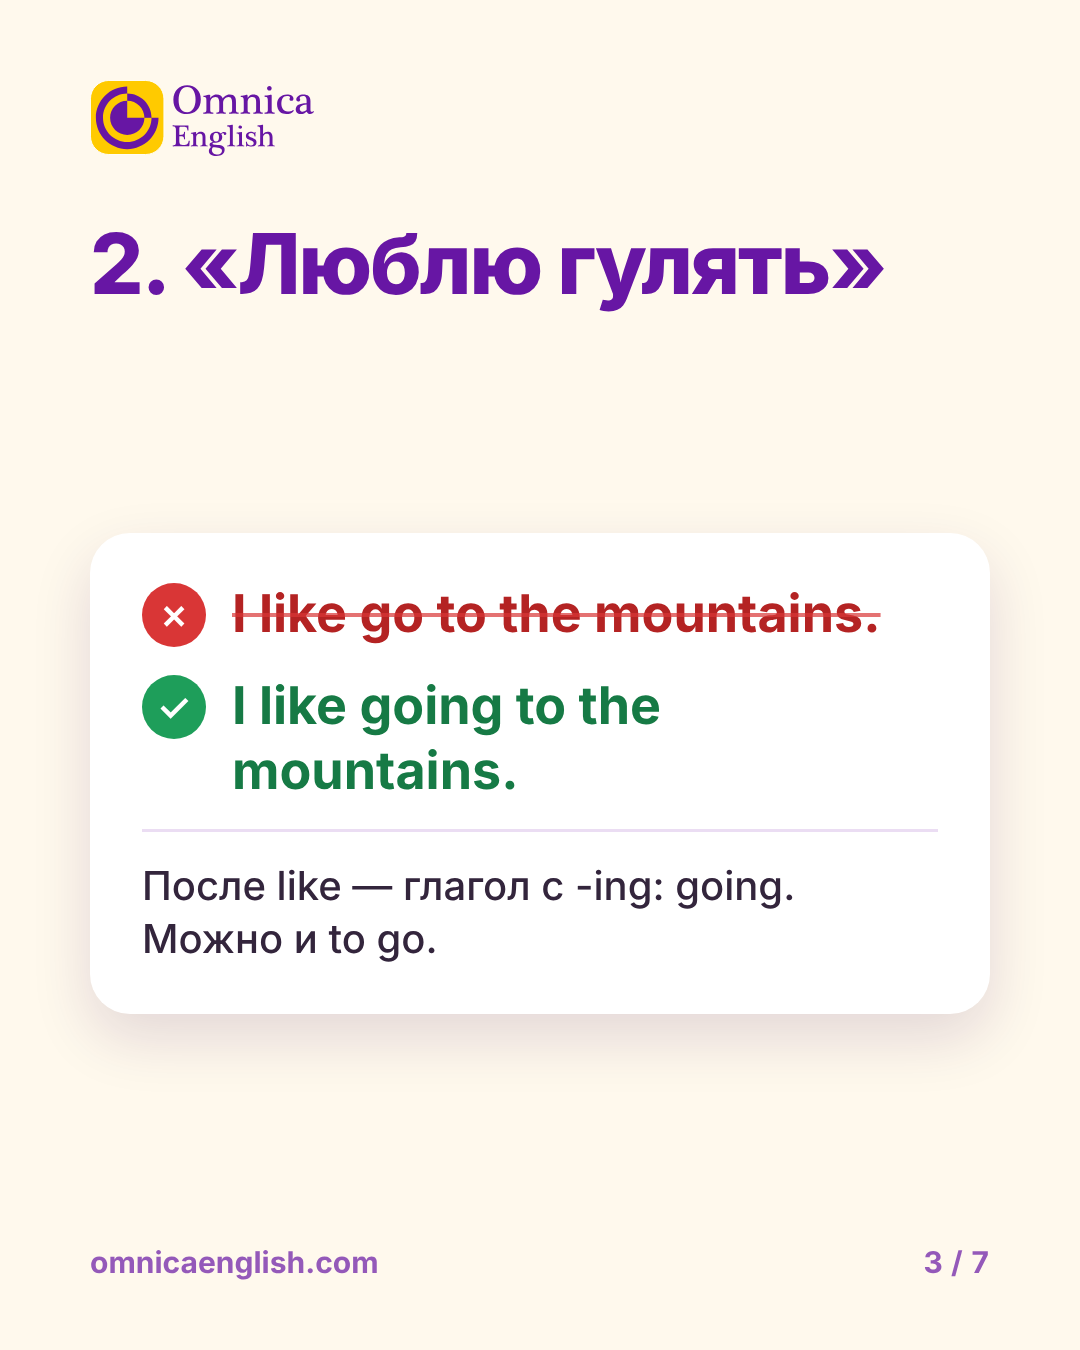 Omnica
English
2. «Люблю гулять»
I like go to the mountains.
I like going to the
mountains.
После like — глагол с -ing: going.
Можно и to go.
omnicaenglish.com
3 / 7